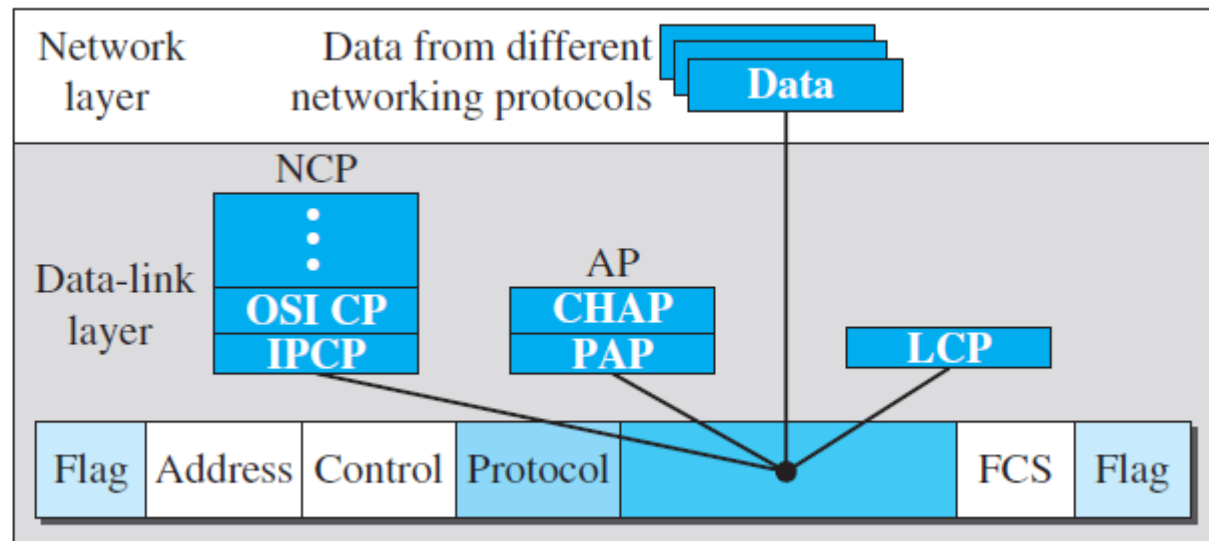 Network
layer
Data from different
networking protocols
Data
NCP
Data-link
layer
OSI CP
IPCP
AP
CHAP
PAP
LCP
Flag Address Control Protocol FCS Flag